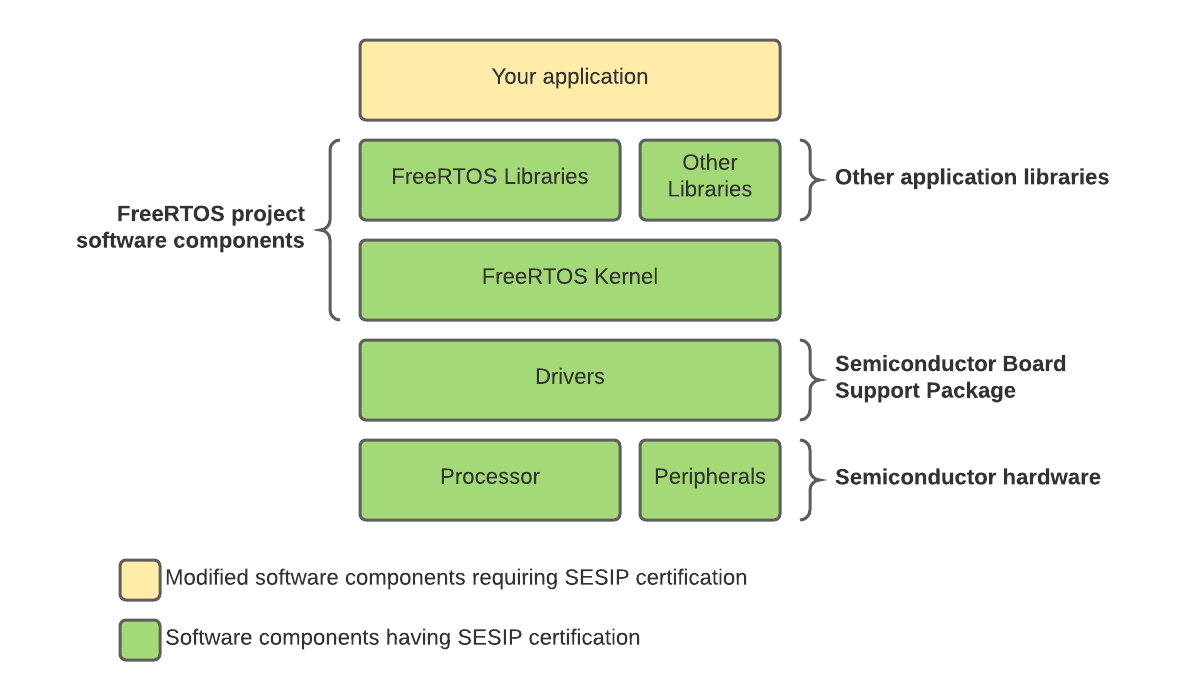 Your application
FreeRTOS Libraries
Other
Libraries
Other application libraries
FreeRTOS project
software components
FreeRTOS Kernel
Drivers
Semiconductor Board
Support Package
Processor
Peripherals
Semiconductor hardware
Modified software components requiring SESIP certification
Software components having SESIP certification